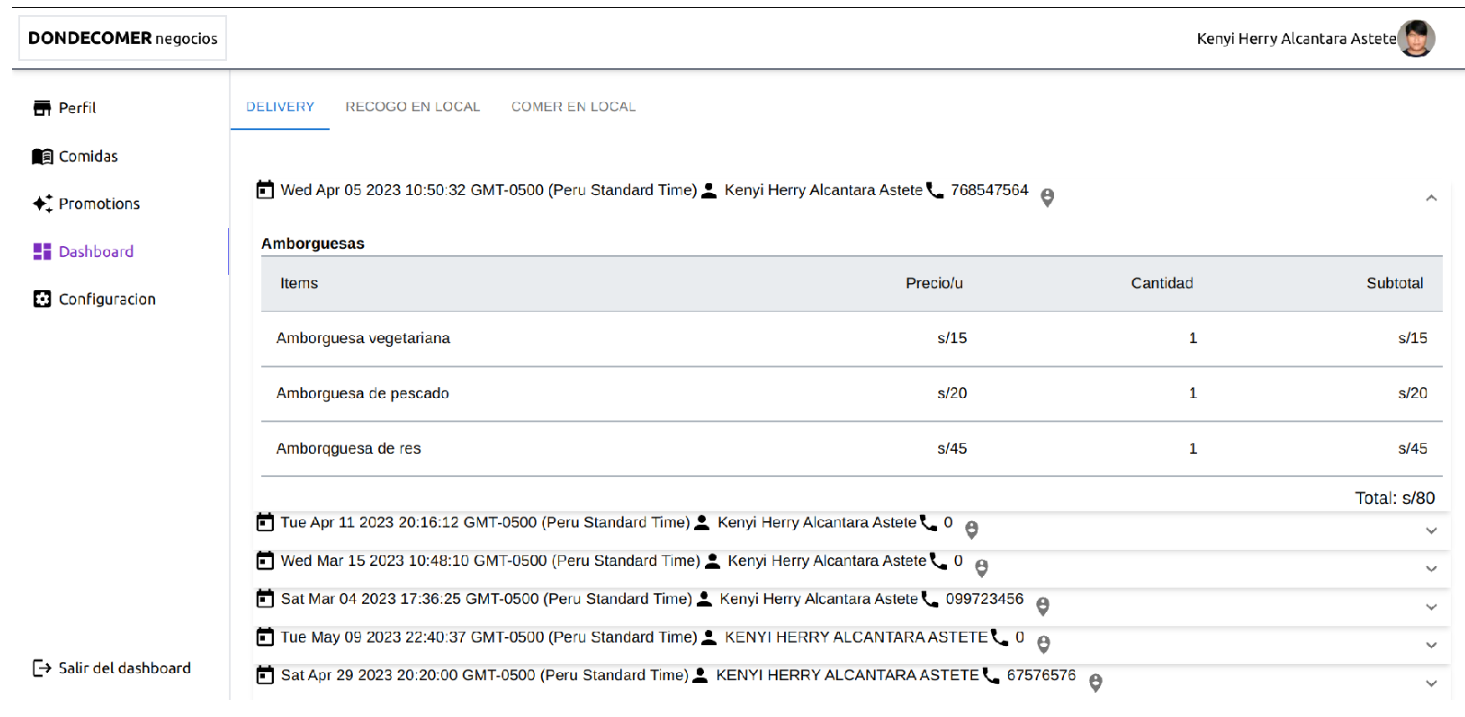 DONDECOMER negocios
Kenyi Herry Alcantara Astete
Perfil
Comidas
Promotions
Dashboard
Configuracion
Salir del dashboard
DELIVERY RECOGO EN LOCAL COMER EN LOCAL
Wed Apr 05 2023 10:50:32 GMT-0500 (Peru Standard Time) Kenyi Herry Alcantara Astete 768547564
Amborguesas
Items Precio/u Cantidad Subtotal
Amborguesa vegetariana s/15 1 s/15
Amborguesa de pescado s/20 1 s/20
Amborqguesa de res s/45 1 s/45
Total: s/80
Tue Apr 11 2023 20:16:12 GMT-0500 (Peru Standard Time) Kenyi Herry Alcantara Astete 0
Wed Mar 15 2023 10:48:10 GMT-0500 (Peru Standard Time) Kenyi Herry Alcantara Astete 0
Sat Mar 04 2023 17:36:25 GMT-0500 (Peru Standard Time) Kenyi Herry Alcantara Astete 099723456
Tue May 09 2023 22:40:37 GMT-0500 (Peru Standard Time) KENYI HERRY ALCANTARA ASTETE 0
Sat Apr 29 2023 20:20:00 GMT-0500 (Peru Standard Time) KENYI HERRY ALCANTARA ASTETE 67576576